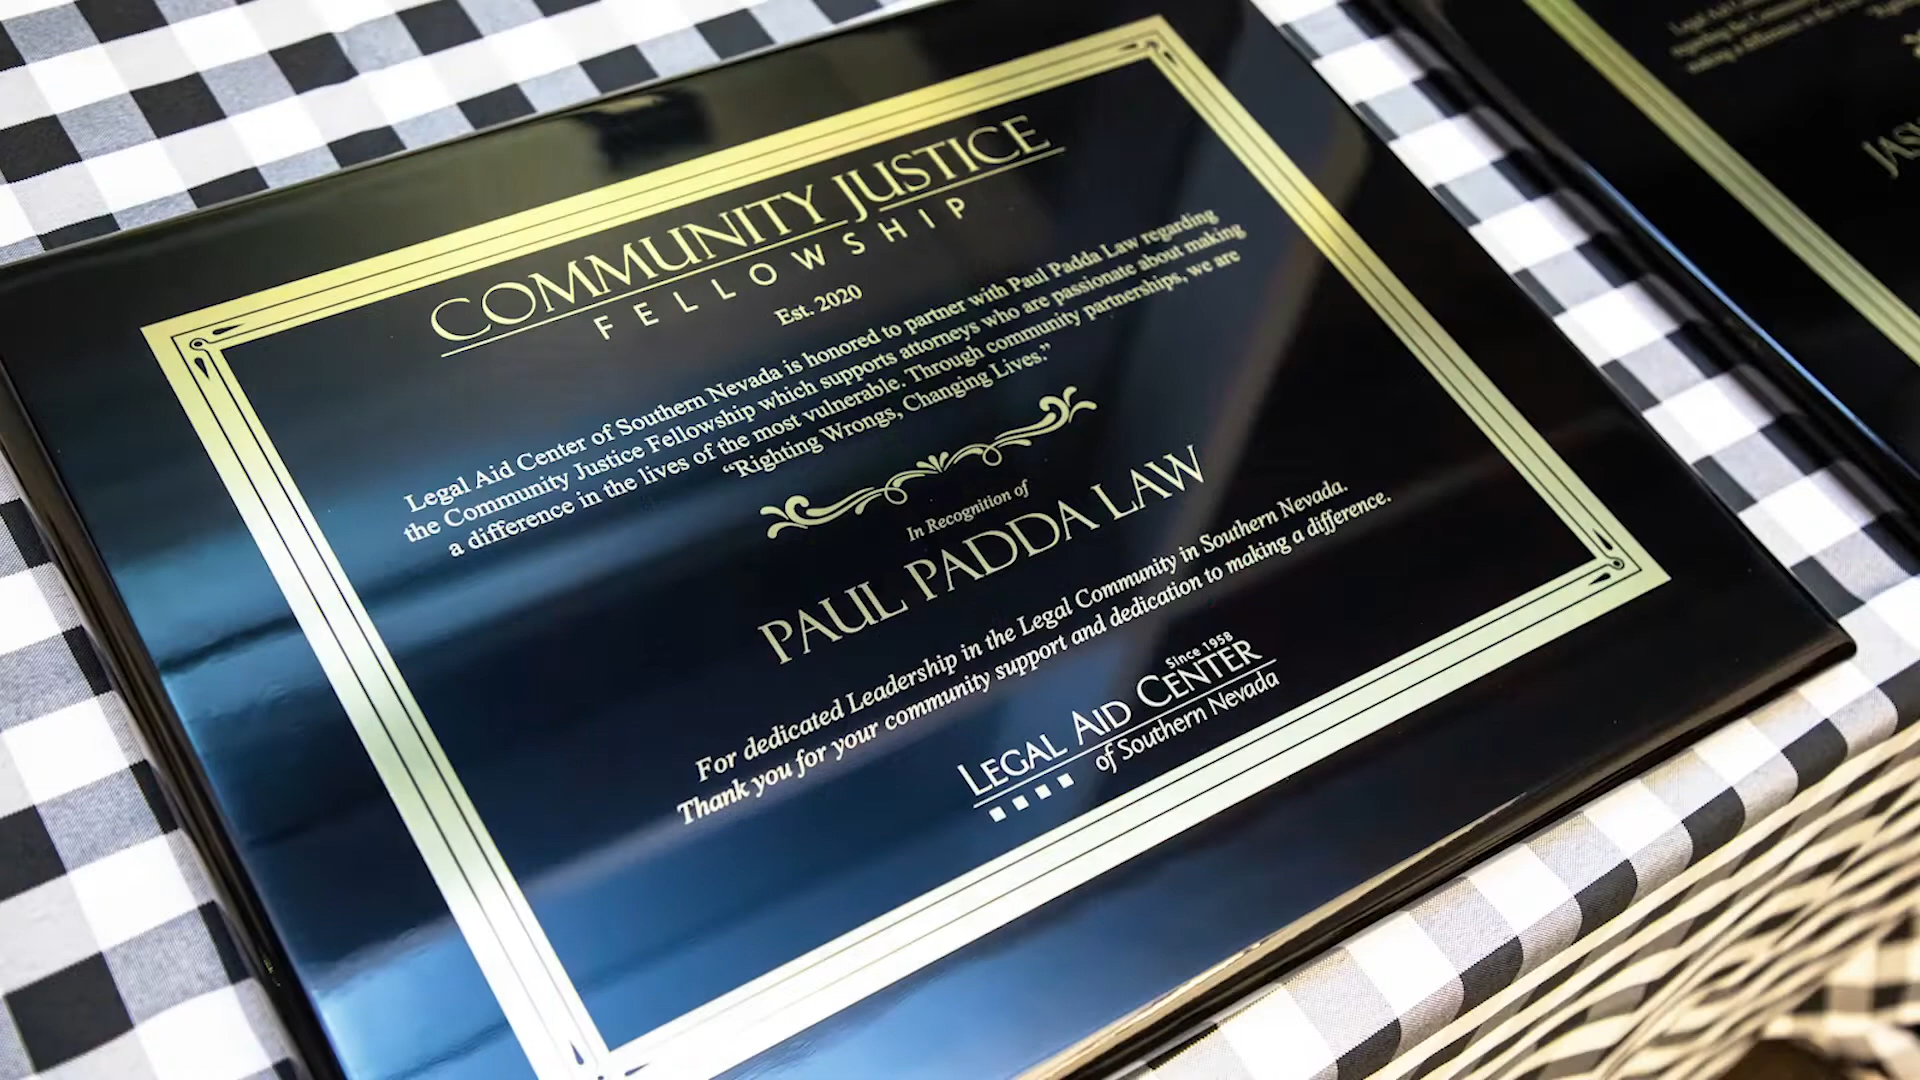 COMMUNITY JUSTICE
FELLOWSHIP
Est. 2020
Legal Aid Center of Southern Nevada is honored to partner with Paul Padda Law regarding
the Community Justice Fellowship which supports attorneys who are passionate about making
a difference in the lives of the most vulnerable. Through community partnerships, we are
“Righting Wrongs, Changing Lives.”
In Recognition of
PAUL PADDA LAW
For dedicated Leadership in the Legal Community in Southern Nevada.
Thank you for your community support and dedication to making a difference.
Since 1958
LEGAL AID CENTER
of Southern Nevada